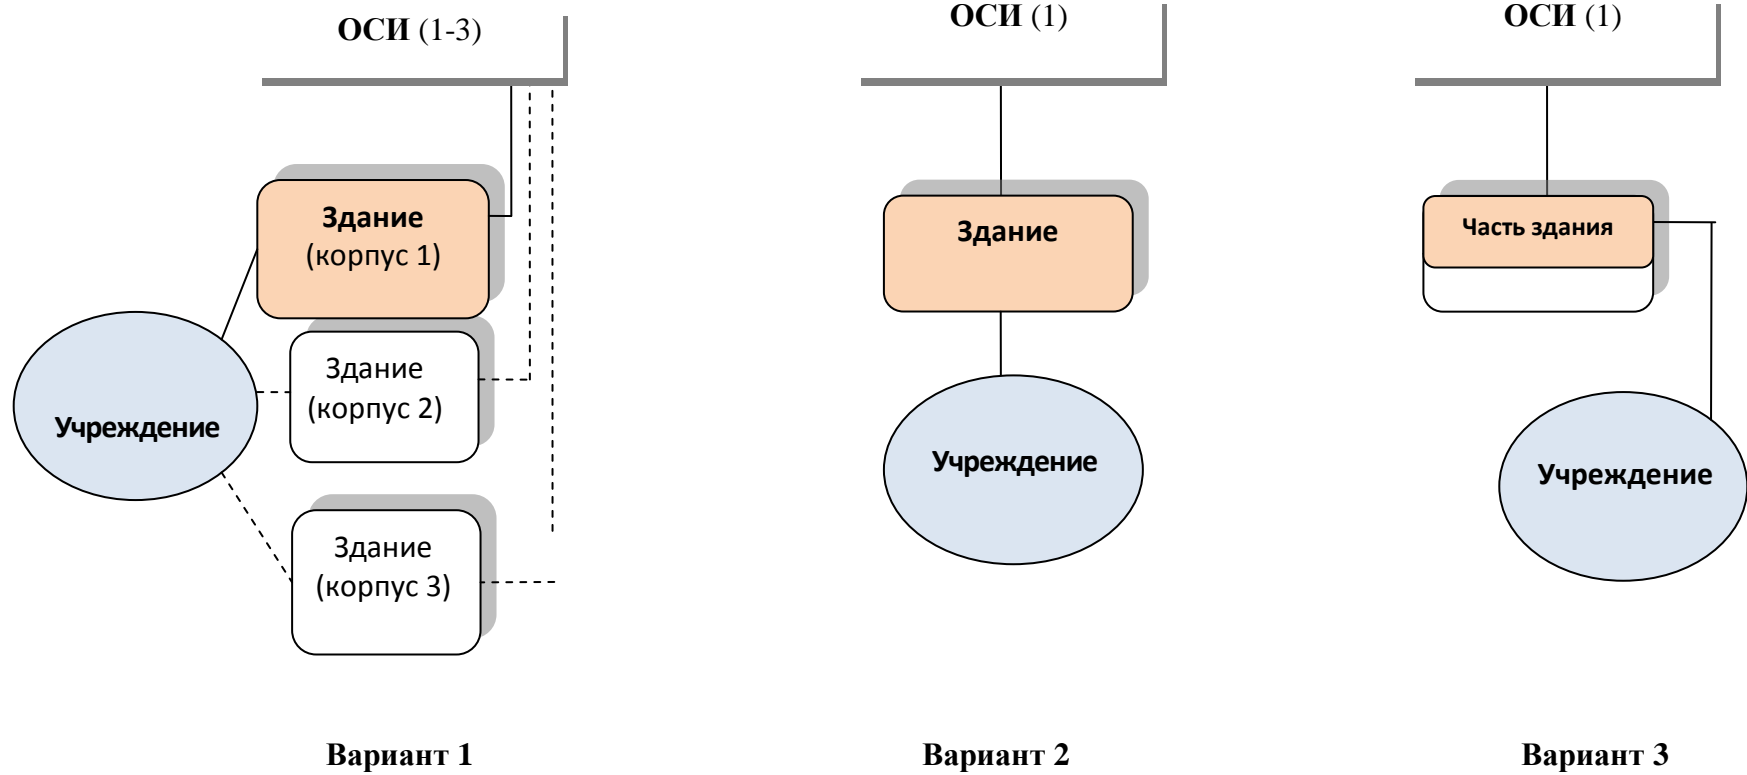 ОСИ (1-3)
ОСИ (1)
ОСИ (1)
Здание
(корпус 1)
Здание
(корпус 2)
Здание
(корпус 3)
Учреждение
Здание
Учреждение
Часть здания
Учреждение
Вариант 1
Вариант 2
Вариант 3